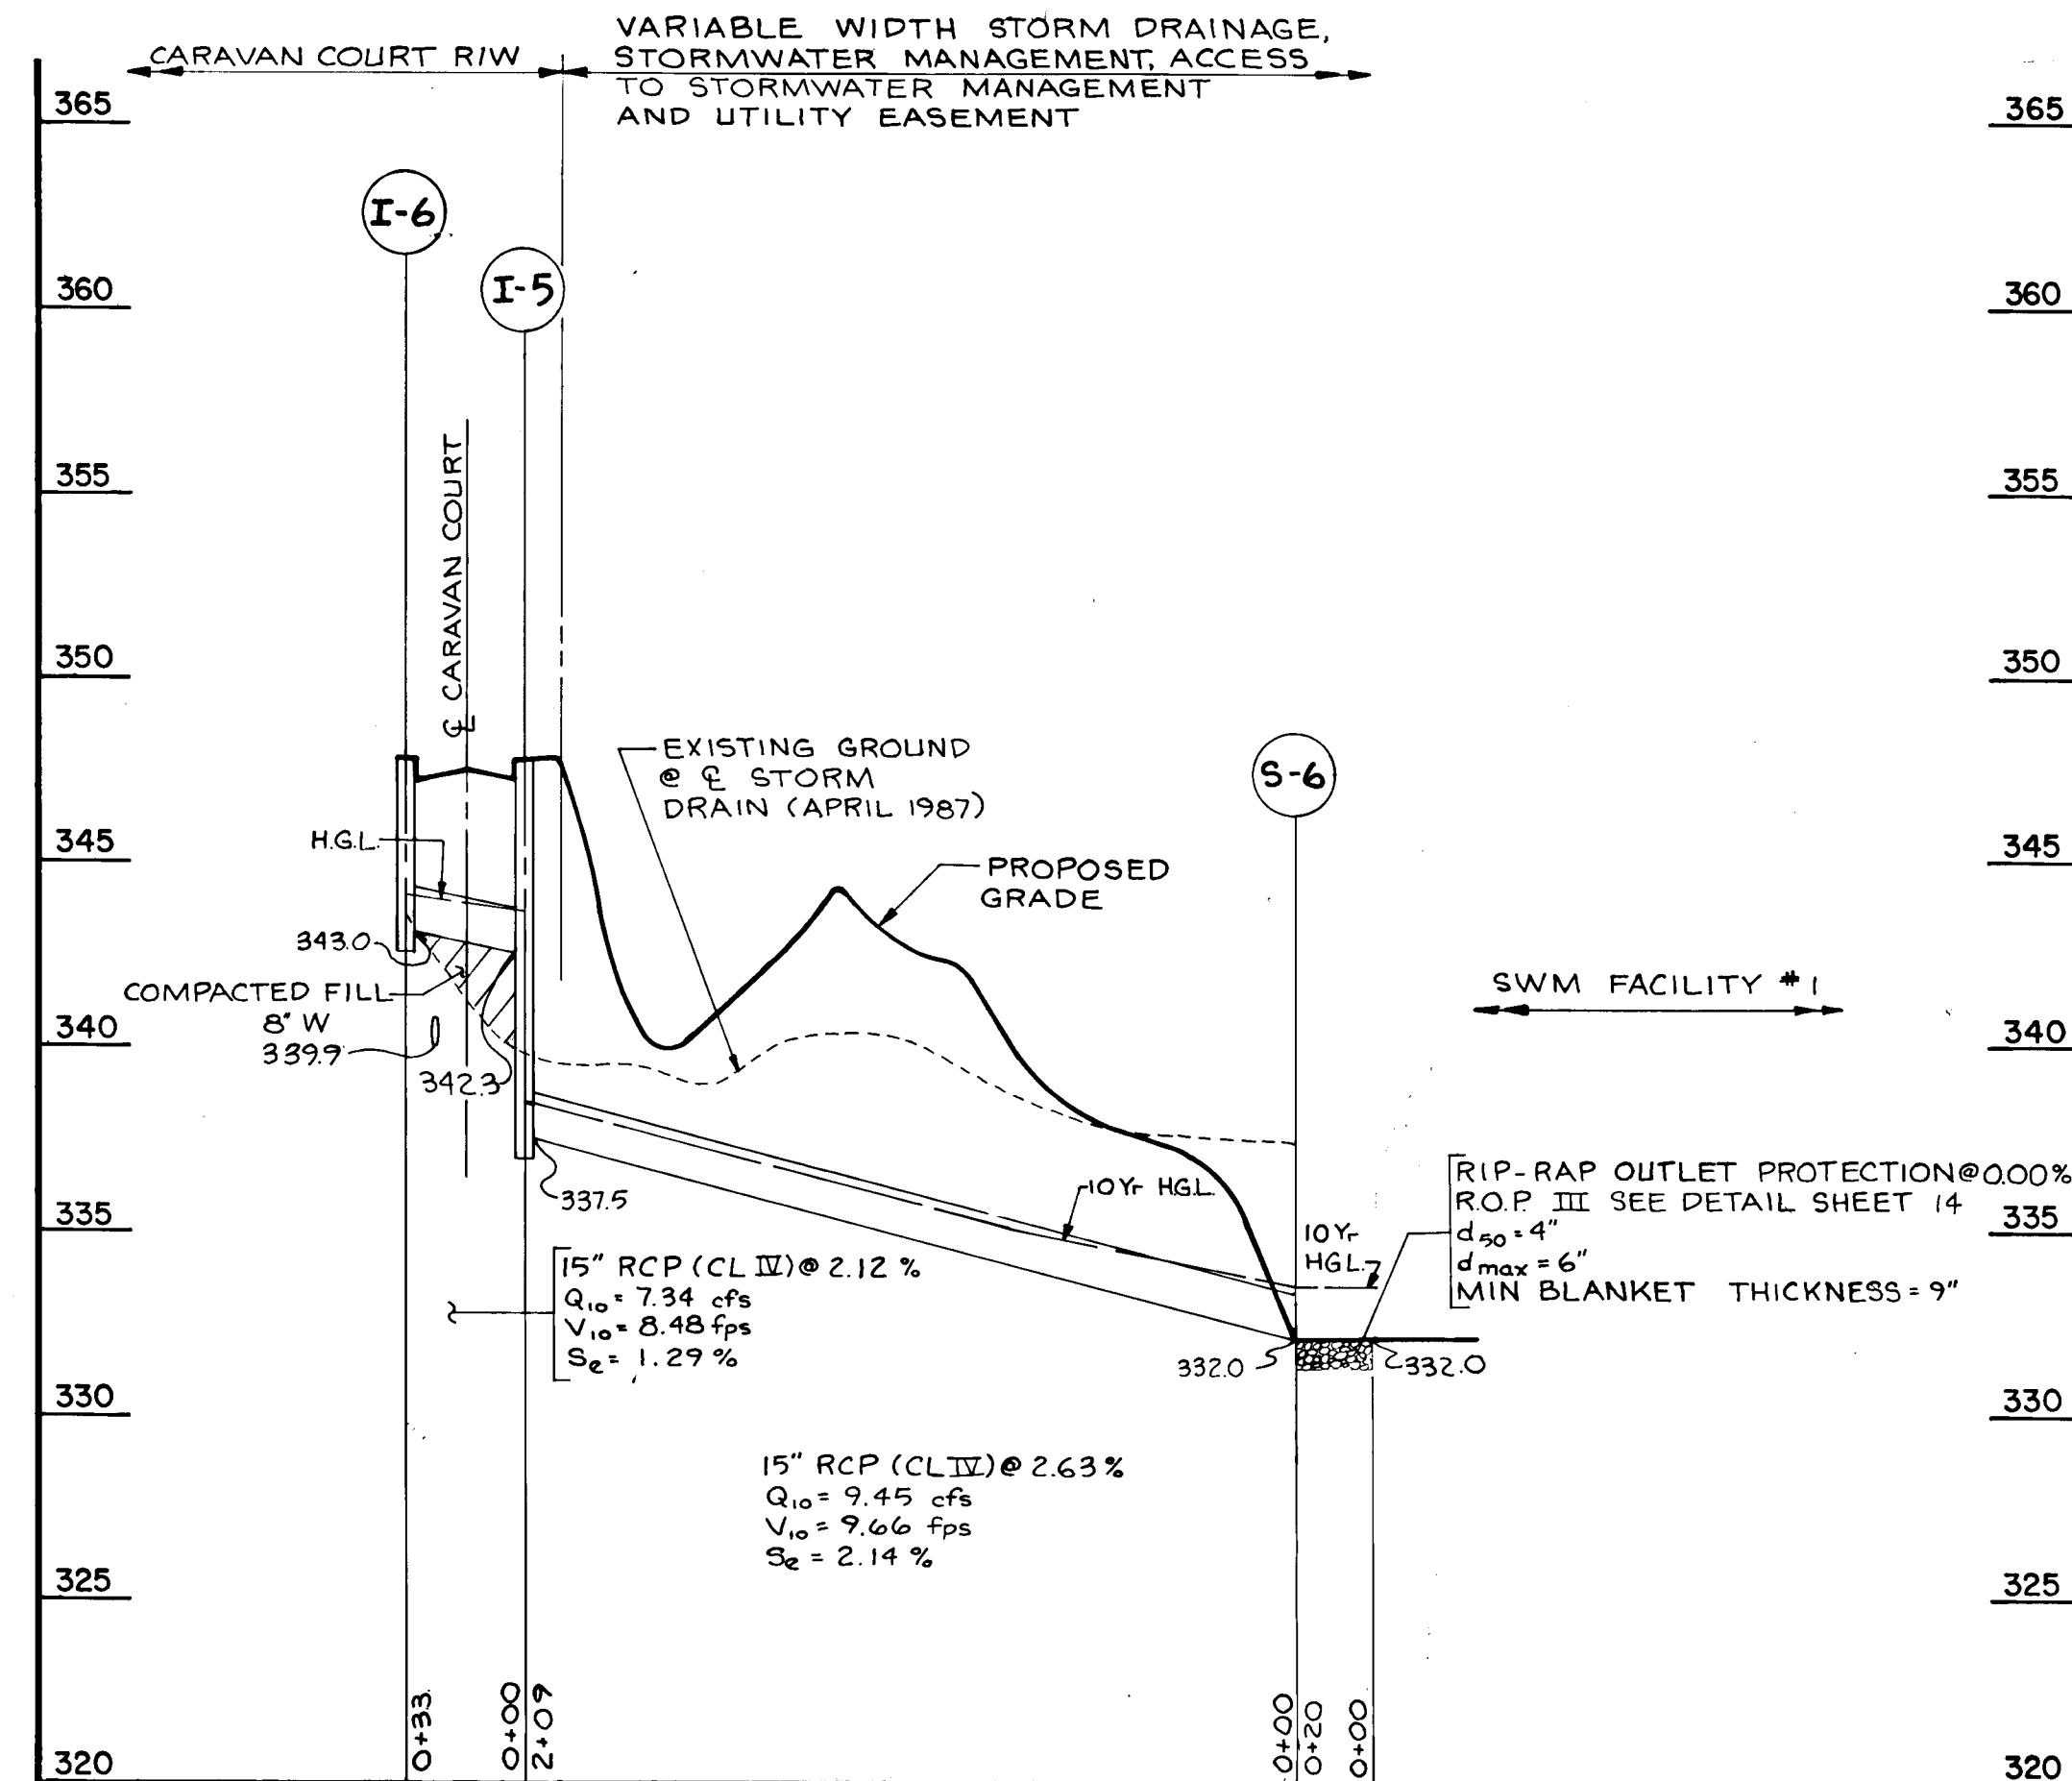 CARAVAN COURT R/W
VARIABLE WIDTH STORM DRAINAGE,
STORMWATER MANAGEMENT, ACCESS
TO STORMWATER MANAGEMENT
AND UTILITY EASEMENT
365
365
I-6
I-5
360
360
355
355
℄ CARAVAN COURT
350
350
EXISTING GROUND
@ ℄ STORM
DRAIN (APRIL 1987)
S-6
H.G.L.
345
345
PROPOSED
GRADE
343.0
COMPACTED FILL
8" W
339.9
SWM FACILITY #1
340
340
342.3
337.5
10 Yr HGL
10 Yr
HGL
RIP-RAP OUTLET PROTECTION @ 0.00%
R.O.P. III SEE DETAIL SHEET 14
d50 = 4"
dmax = 6"
MIN BLANKET THICKNESS = 9"
335
335
15" RCP (CL IV) @ 2.12 %
Q10 = 7.34 cfs
V10 = 8.48 fps
Se = 1.29 %
332.0
332.0
330
330
15" RCP (CL IV) @ 2.63 %
Q10 = 9.45 cfs
V10 = 9.66 fps
Se = 2.14 %
325
325
0+33
0+00
2+09
0+00
0+20
0+00
320
320